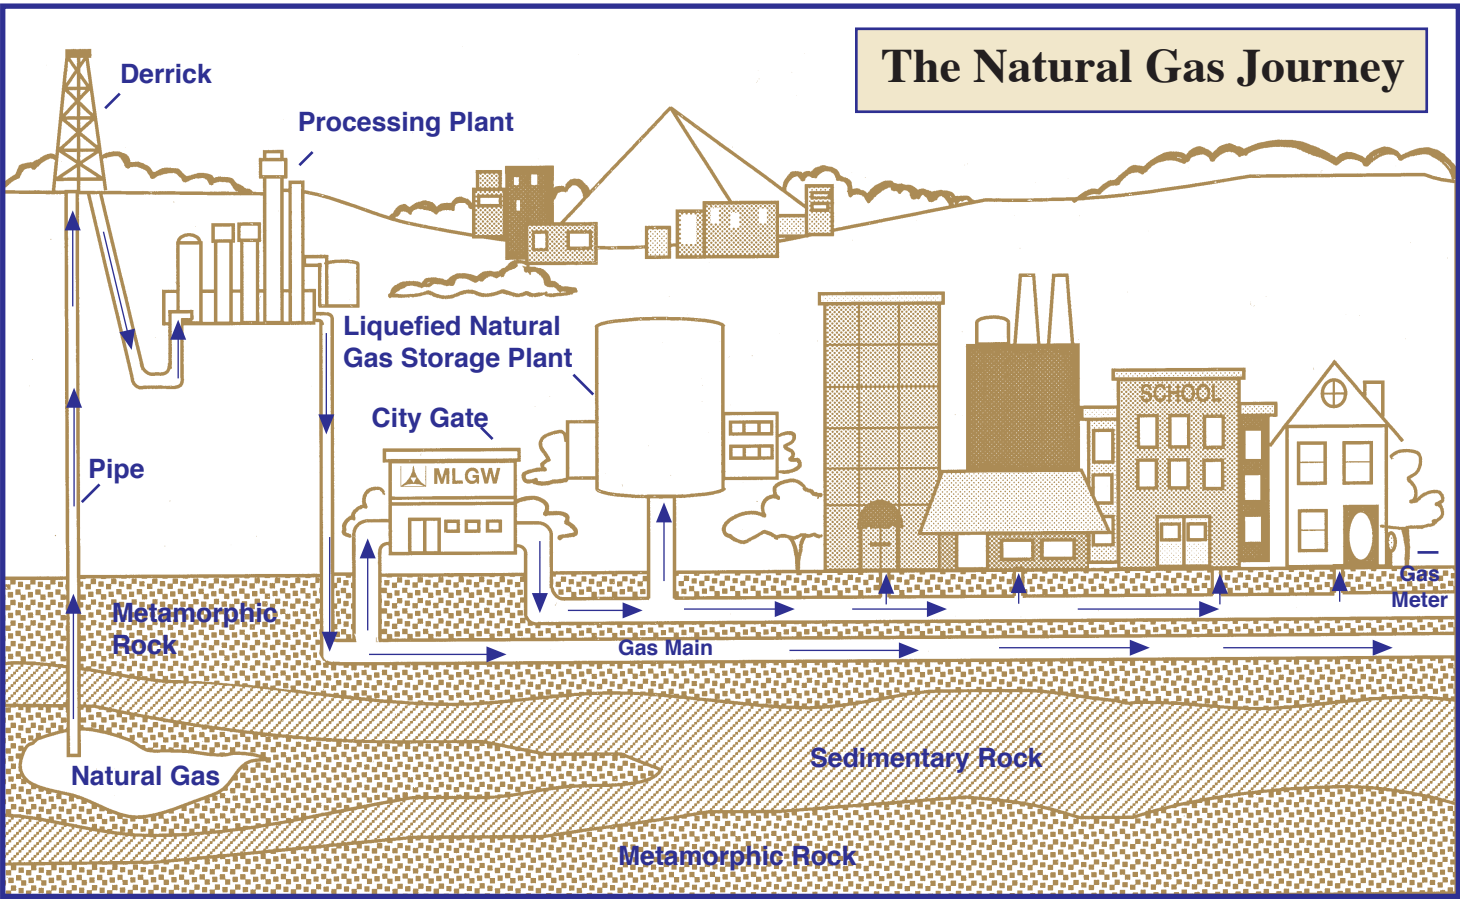 The Natural Gas Journey
Derrick
Processing Plant
Liquefied Natural
Gas Storage Plant
City Gate
MLGW
SCHOOL
Pipe
Gas
Meter
Metamorphic
Rock
Gas Main
Sedimentary Rock
Natural Gas
Metamorphic Rock